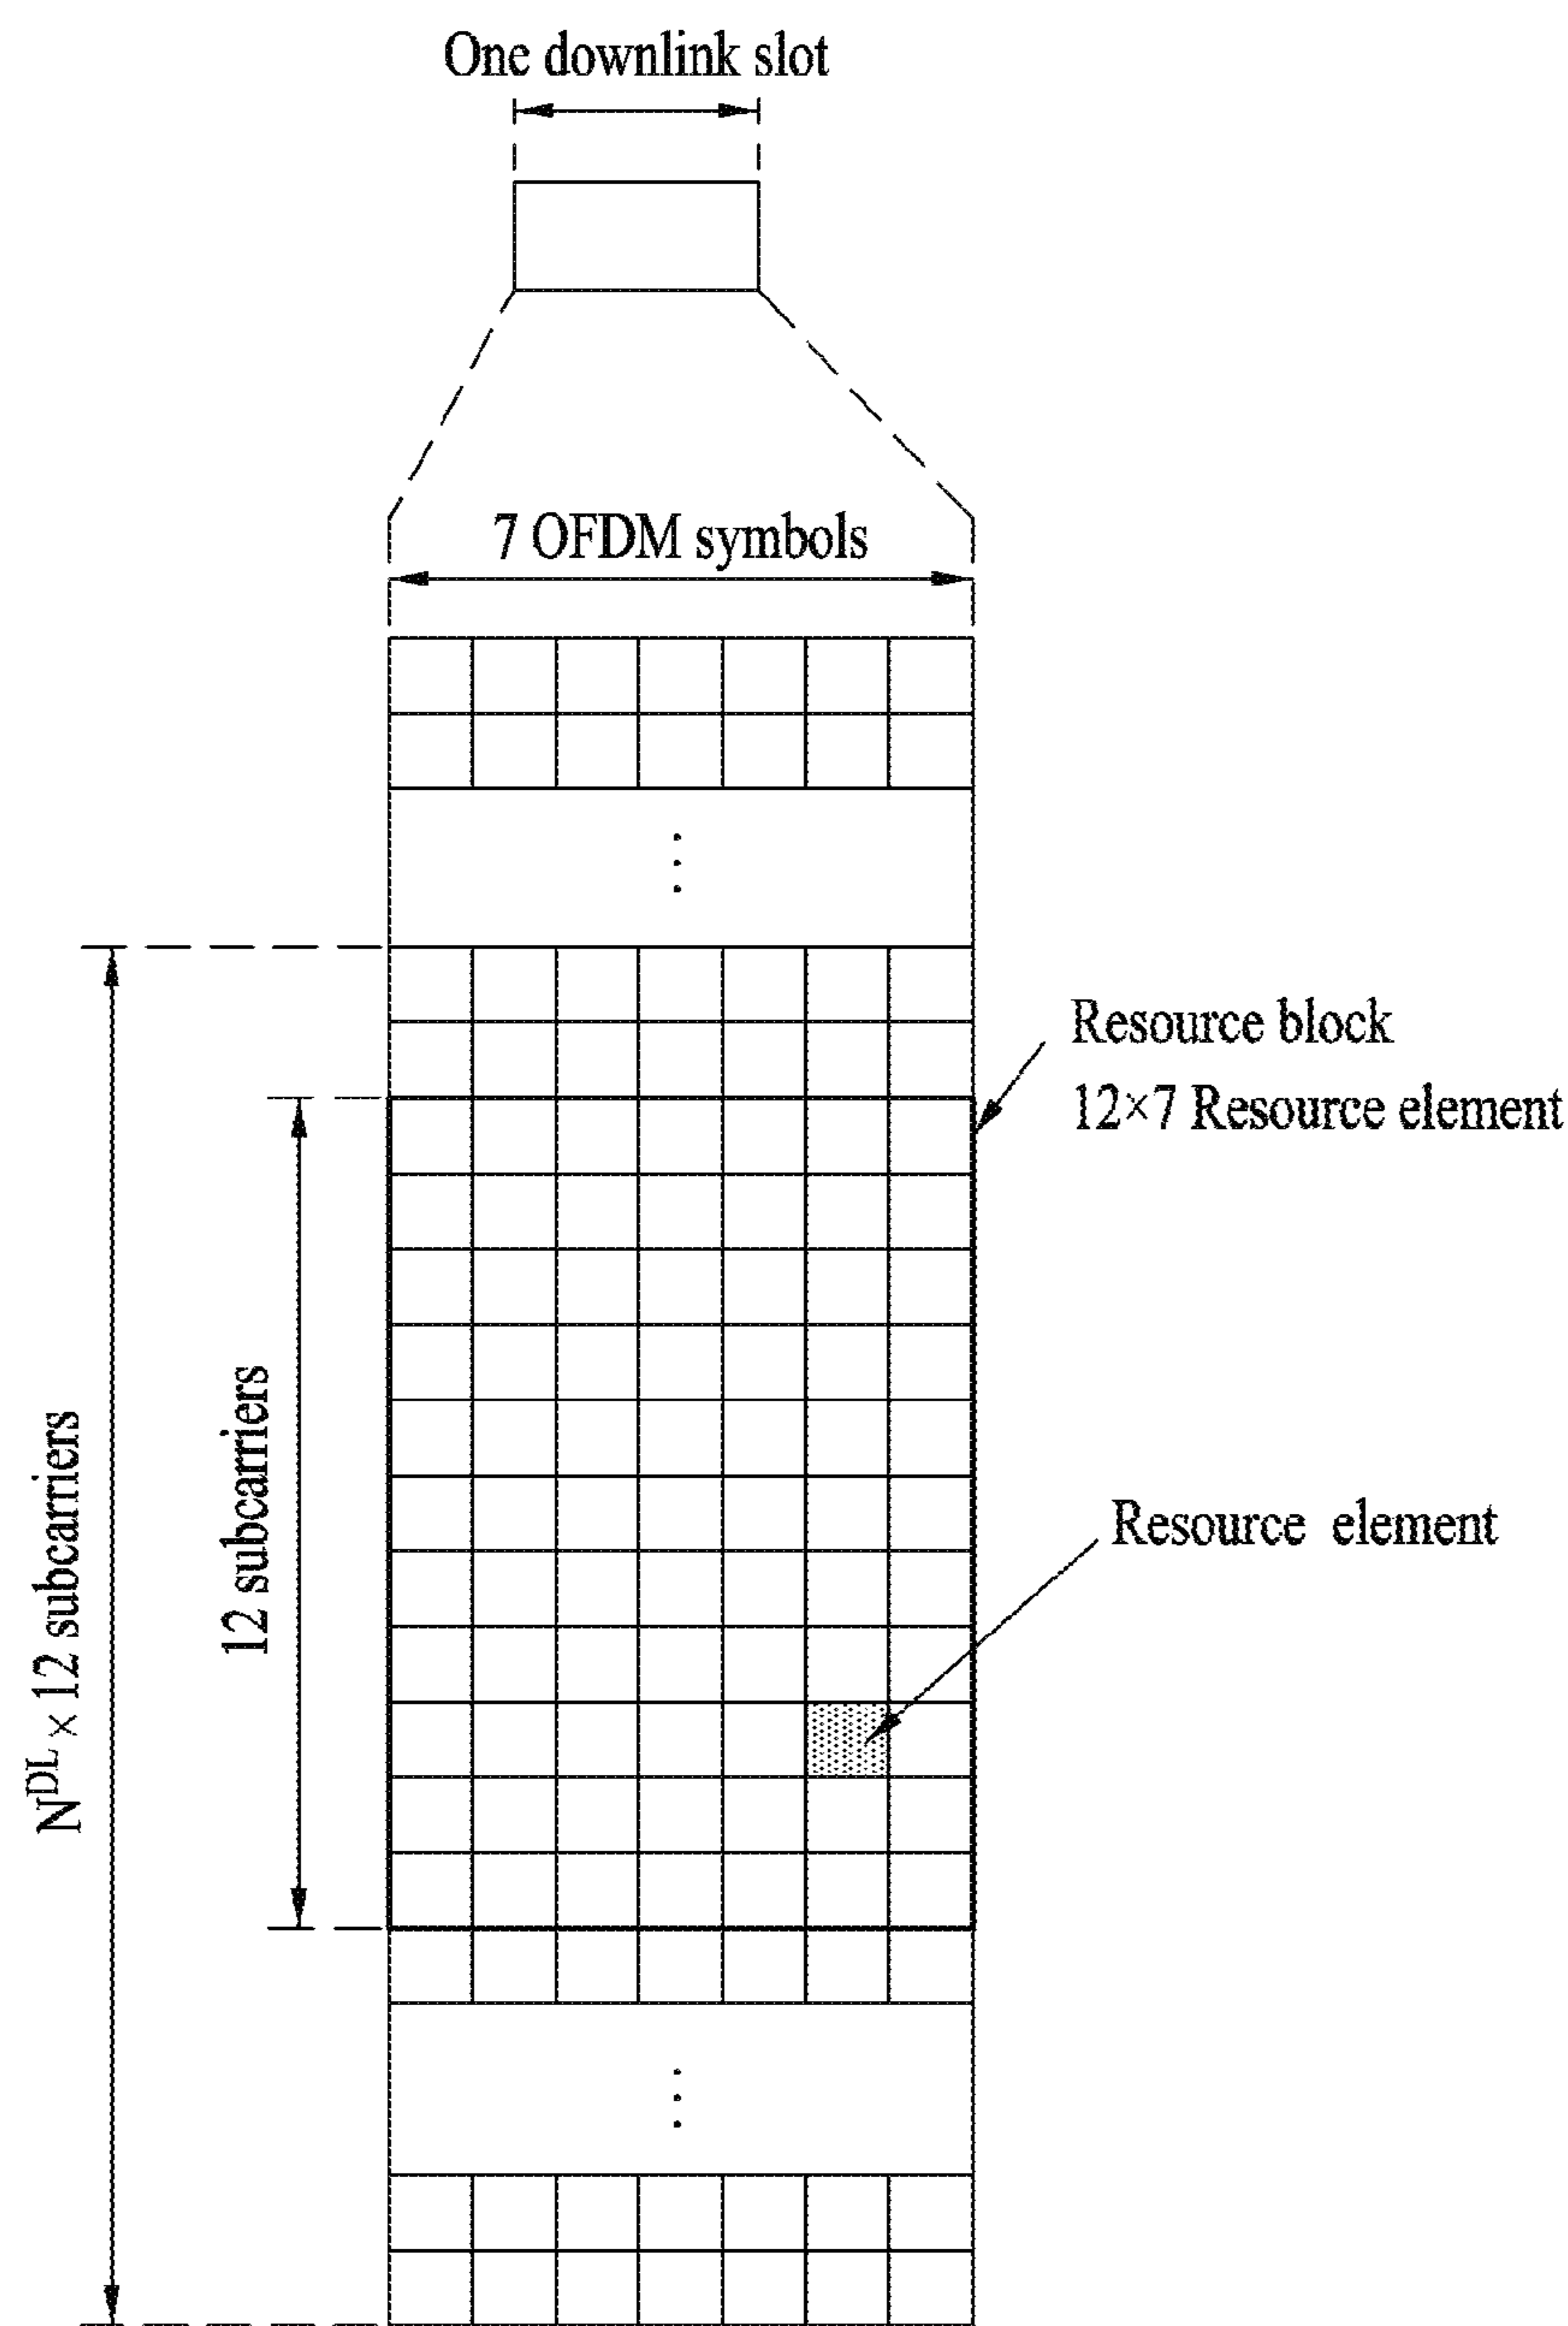 One downlink slot
7 OFDM symbols
Resource block
12×7 Resource element
12 subcarriers
Resource element
N^DL × 12 subcarriers